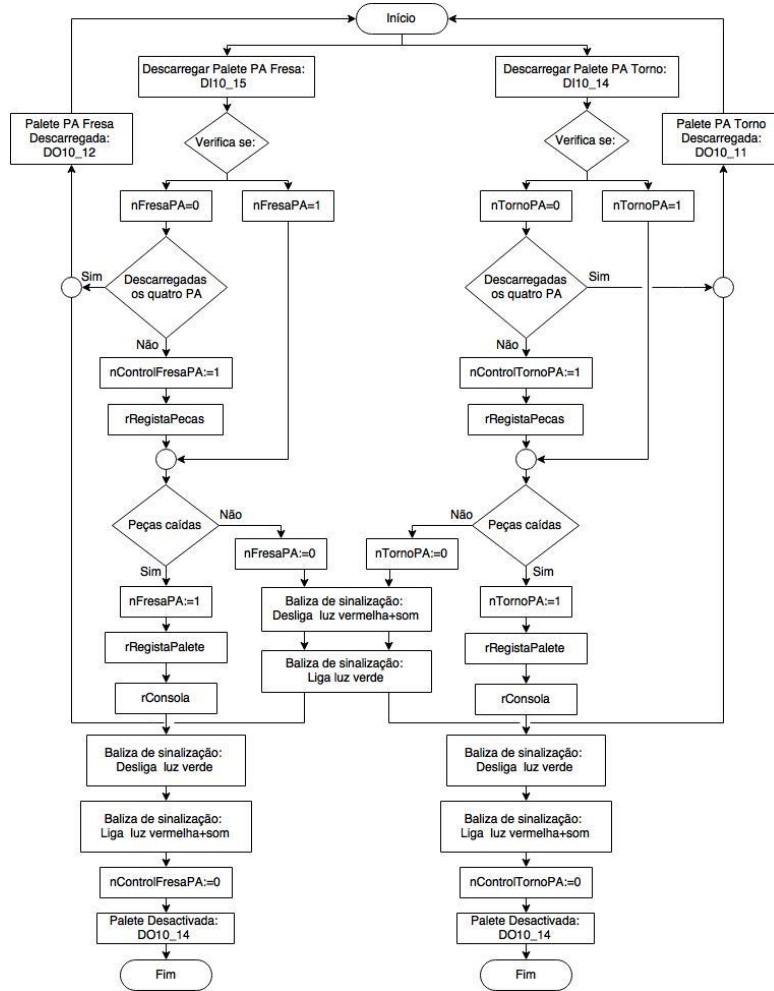 Início
Descarregar Palete PA Fresa:
DI10_15
Descarregar Palete PA Torno:
DI10_14
Palete PA Fresa
Descarregada:
DO10_12
Verifica se:
Verifica se:
Palete PA Torno
Descarregada:
DO10_11
nFresaPA=0
nFresaPA=1
nTornoPA=0
nTornoPA=1
Sim
Descarregadas
os quatro PA
Descarregadas
os quatro PA
Sim
Não
Não
nControlFresaPA:=1
nControlTornoPA:=1
rRegistaPecas
rRegistaPecas
Peças caídas
Não
Não
Peças caídas
nFresaPA:=0
nTornoPA:=0
Sim
Sim
nFresaPA:=1
Baliza de sinalização:
Desliga luz vermelha+som
nTornoPA:=1
rRegistaPalete
Baliza de sinalização:
Liga luz verde
rRegistaPalete
rConsola
rConsola
Baliza de sinalização:
Desliga luz verde
Baliza de sinalização:
Desliga luz verde
Baliza de sinalização:
Liga luz vermelha+som
Baliza de sinalização:
Liga luz vermelha+som
nControlFresaPA:=0
nControlTornoPA:=0
Palete Desactivada:
DO10_14
Palete Desactivada:
DO10_14
Fim
Fim